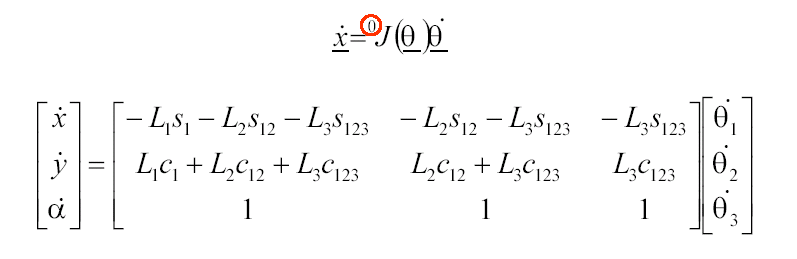 ẋ = ⁰J(θ)θ̇
[ẋ] = [−L₁s₁ − L₂s₁₂ − L₃s₁₂₃ −L₂s₁₂ − L₃s₁₂₃ −L₃s₁₂₃] [θ̇₁]
[ẏ] = [L₁c₁ + L₂c₁₂ + L₃c₁₂₃ L₂c₁₂ + L₃c₁₂₃ L₃c₁₂₃] [θ̇₂]
[α̇] = [1 1 1] [θ̇₃]